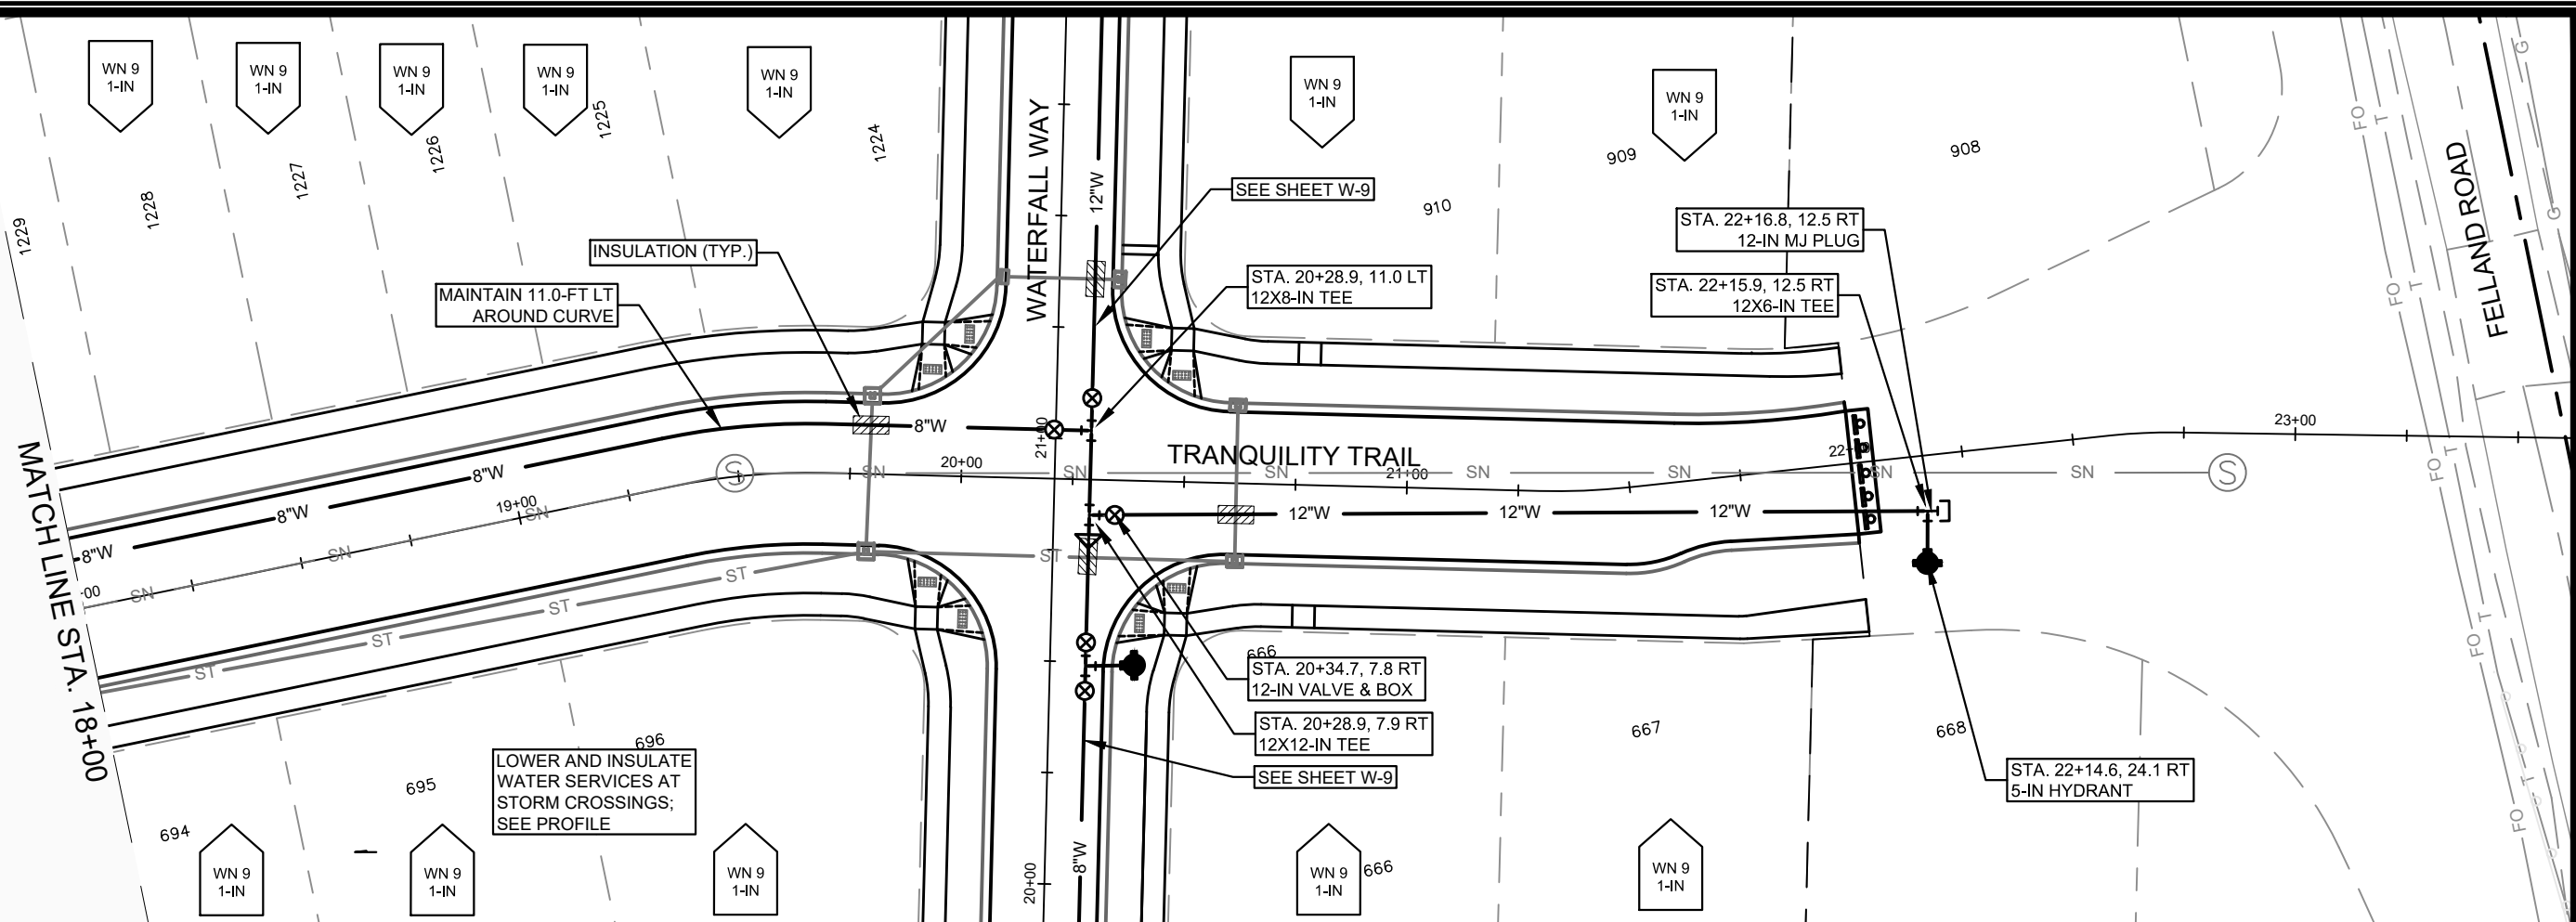 WN 9
1-IN
WN 9
1-IN
WN 9
1-IN
WN 9
1-IN
WN 9
1-IN
WN 9
1-IN
WN 9
1-IN
1229
1228
1227
1226
1225
1224
910
909
908
WATERFALL WAY
12"W
SEE SHEET W-9
INSULATION (TYP.)
MAINTAIN 11.0-FT LT
AROUND CURVE
STA. 20+28.9, 11.0 LT
12X8-IN TEE
STA. 22+16.8, 12.5 RT
12-IN MJ PLUG
STA. 22+15.9, 12.5 RT
12X6-IN TEE
FELLAND ROAD
FO
T
G
FO
T
G
FO
T
FO
T
FO
T
MATCH LINE STA. 18+00
8"W
8"W
8"W
8"W
TRANQUILITY TRAIL
19+00
20+00
21+00
21+00
23+00
SN
SN
SN
SN
SN
SN
SN
SN
SN
SN
S
S
12"W
12"W
12"W
ST
ST
ST
ST
ST
-00
666
STA. 20+34.7, 7.8 RT
12-IN VALVE & BOX
STA. 20+28.9, 7.9 RT
12X12-IN TEE
SEE SHEET W-9
STA. 22+14.6, 24.1 RT
5-IN HYDRANT
LOWER AND INSULATE
WATER SERVICES AT
STORM CROSSINGS;
SEE PROFILE
694
695
696
667
668
666
20+00
8"W
WN 9
1-IN
WN 9
1-IN
WN 9
1-IN
WN 9
1-IN
WN 9
1-IN